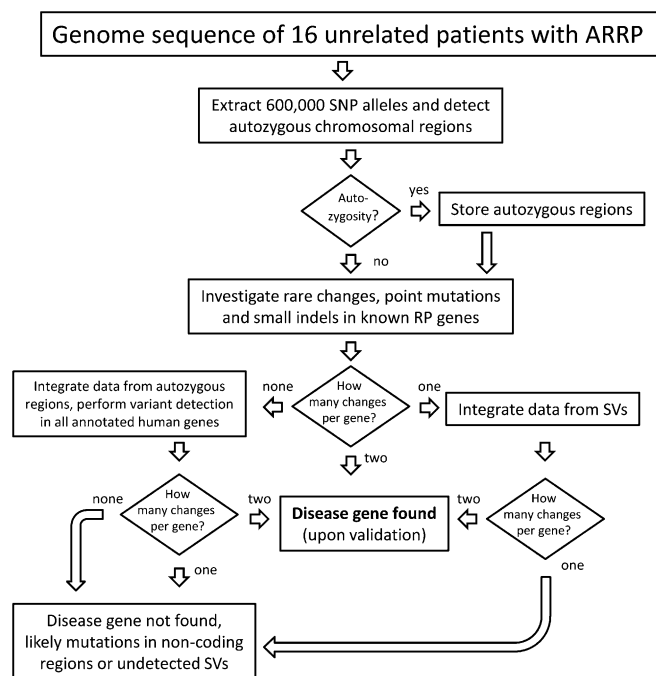 Genome sequence of 16 unrelated patients with ARRP
Extract 600,000 SNP alleles and detect
autozygous chromosomal regions
Auto-
zygosity?
yes
Store autozygous regions
no
Investigate rare changes, point mutations
and small indels in known RP genes
Integrate data from autozygous
regions, perform variant detection
in all annotated human genes
none
How
many changes
per gene?
one
Integrate data from SVs
two
none
How
many changes
per gene?
two
Disease gene found
(upon validation)
two
How
many changes
per gene?
one
one
Disease gene not found,
likely mutations in non-coding
regions or undetected SVs